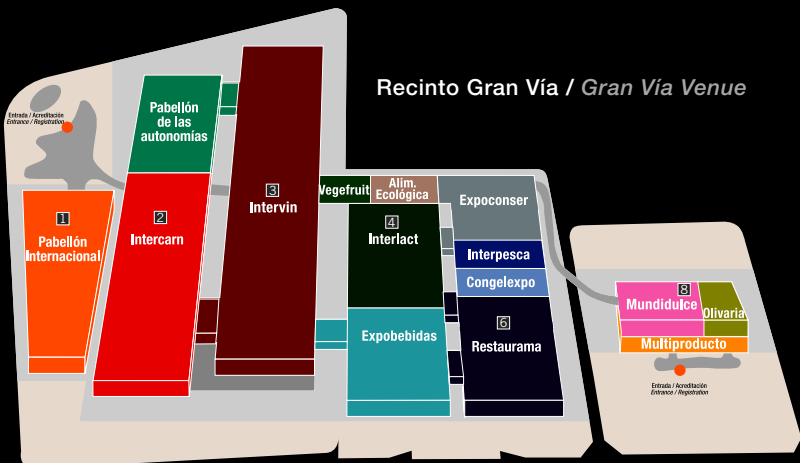 Recinto Gran Vía / Gran Vía Venue
Entrada / Acreditación
Entrance / Registration
Pabellón
de las
autonomías
1
Pabellón
Internacional
2
Intercarn
3
Intervin
Vegefruit
Alim.
Ecológica
4
Interlact
Expobebidas
Expoconser
Interpesca
Congelexpo
6
Restaurama
8
Mundidulce
Olivaria
Multiproducto
Entrada / Acreditación
Entrance / Registration